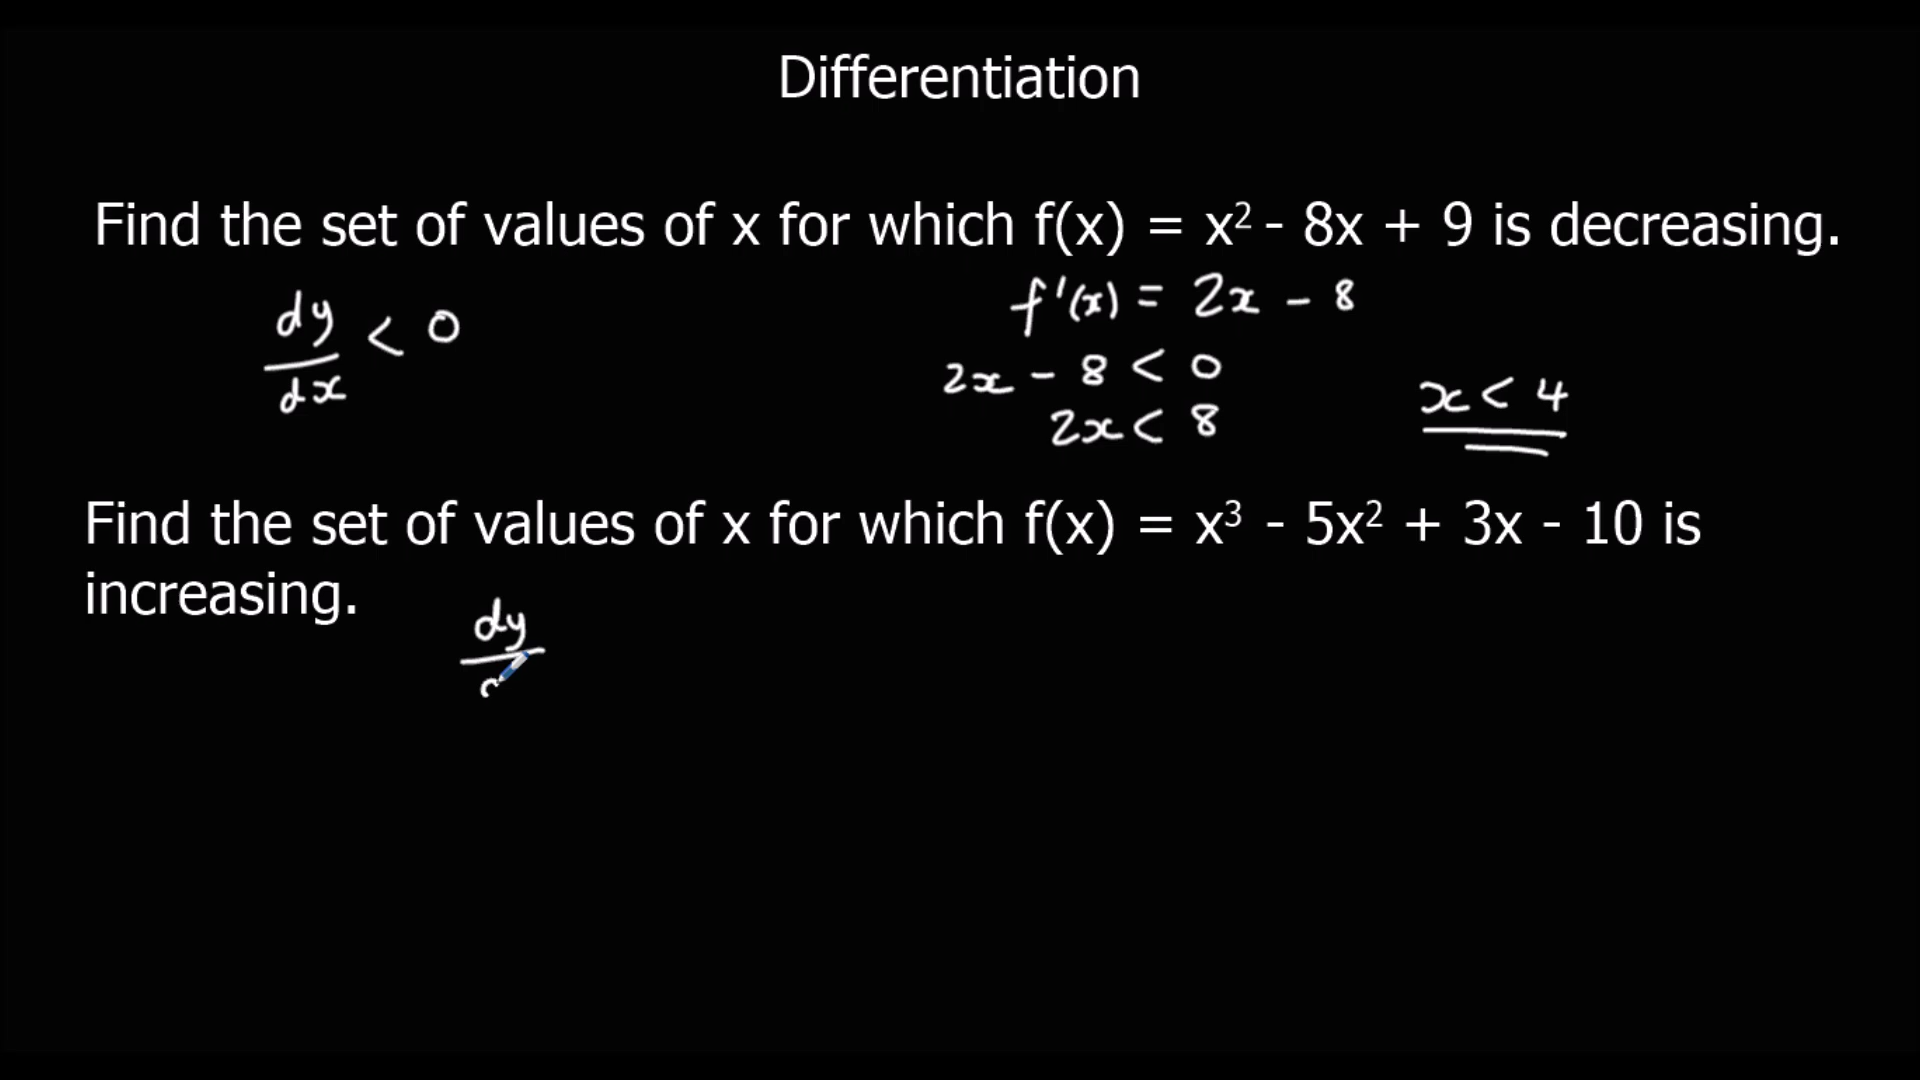 Differentiation
Find the set of values of x for which f(x) = x² - 8x + 9 is decreasing.
dy/dx < 0
f'(x) = 2x - 8
2x - 8 < 0
2x < 8
x < 4
Find the set of values of x for which f(x) = x³ - 5x² + 3x - 10 is
increasing.
dy